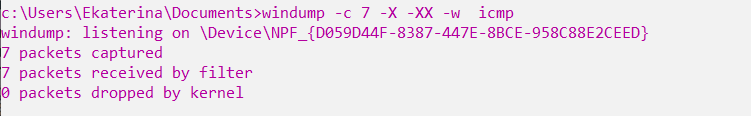 c:\Users\Ekaterina\Documents>windump -c 7 -X -XX -w  icmp
windump: listening on \Device\NPF_{D059D44F-8387-447E-8BCE-958C88E2CEED}
7 packets captured
7 packets received by filter
0 packets dropped by kernel